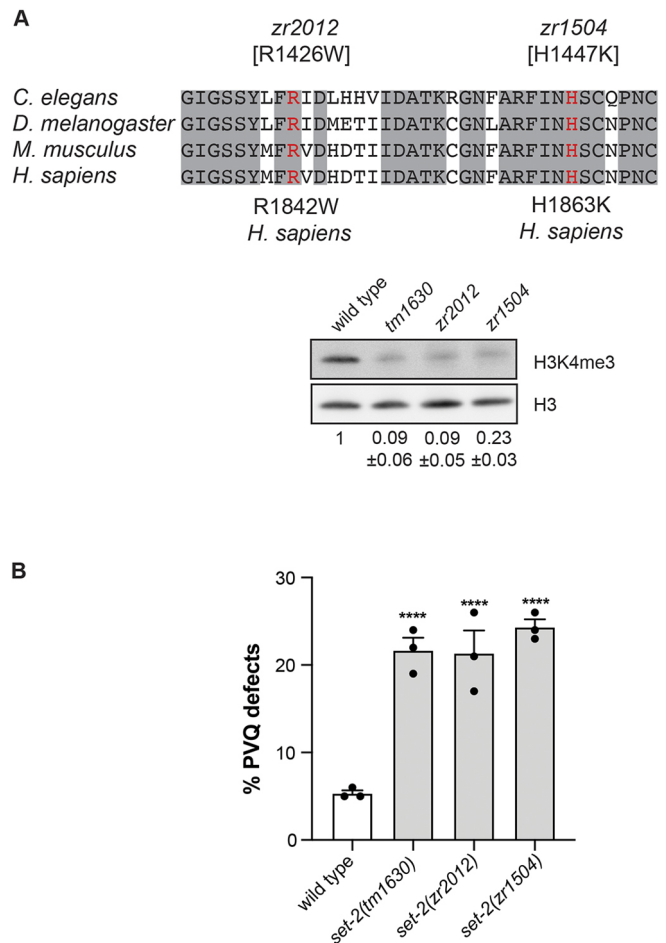 A
zr2012 zr1504
[R1426W] [H1447K]
C. elegans GIGSSYLFRIDLHHVIDATKRGNFARFINHSCQPNC
D. melanogaster GIGSSYLFRIDMETIIDATKCGNLARFINHSCNPNC
M. musculus GIGSSYMFRVDHDTIIDATKCGNFARFINHSCNPNC
H. sapiens GIGSSYMFRVDHDTIIDATKCGNFARFINHSCNPNC
R1842W H1863K
H. sapiens H. sapiens
wild type tm1630 zr2012 zr1504
H3K4me3
H3
1 0.09 0.09 0.23
±0.06 ±0.05 ±0.03
B
30
20
10
0
% PVQ defects
**** **** ****
wild type set-2(tm1630) set-2(zr2012) set-2(zr1504)